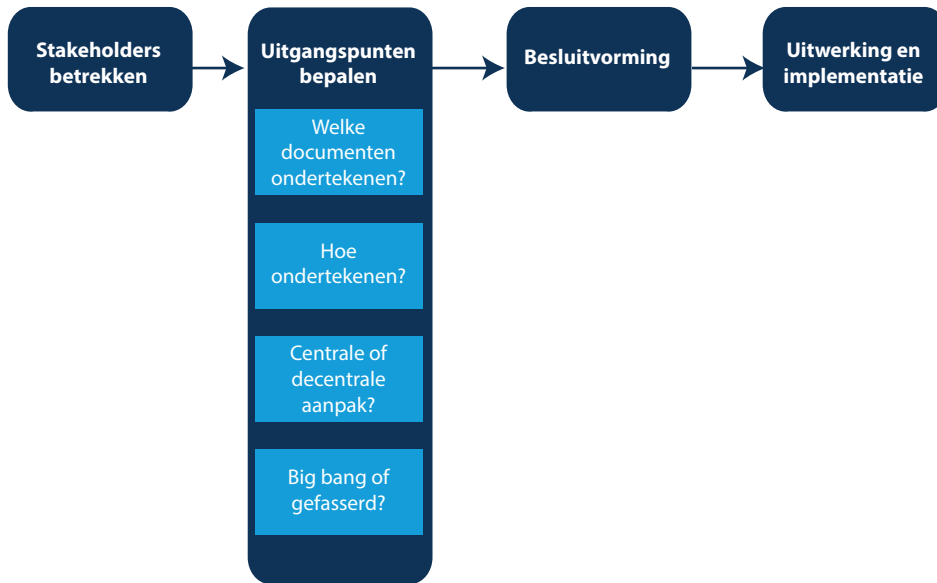 Stakeholders
betrekken
Uitgangspunten
bepalen
Welke
documenten
ondertekenen?
Hoe
ondertekenen?
Centrale of
decentrale
aanpak?
Big bang of
gefasserd?
Besluitvorming
Uitwerking en
implementatie